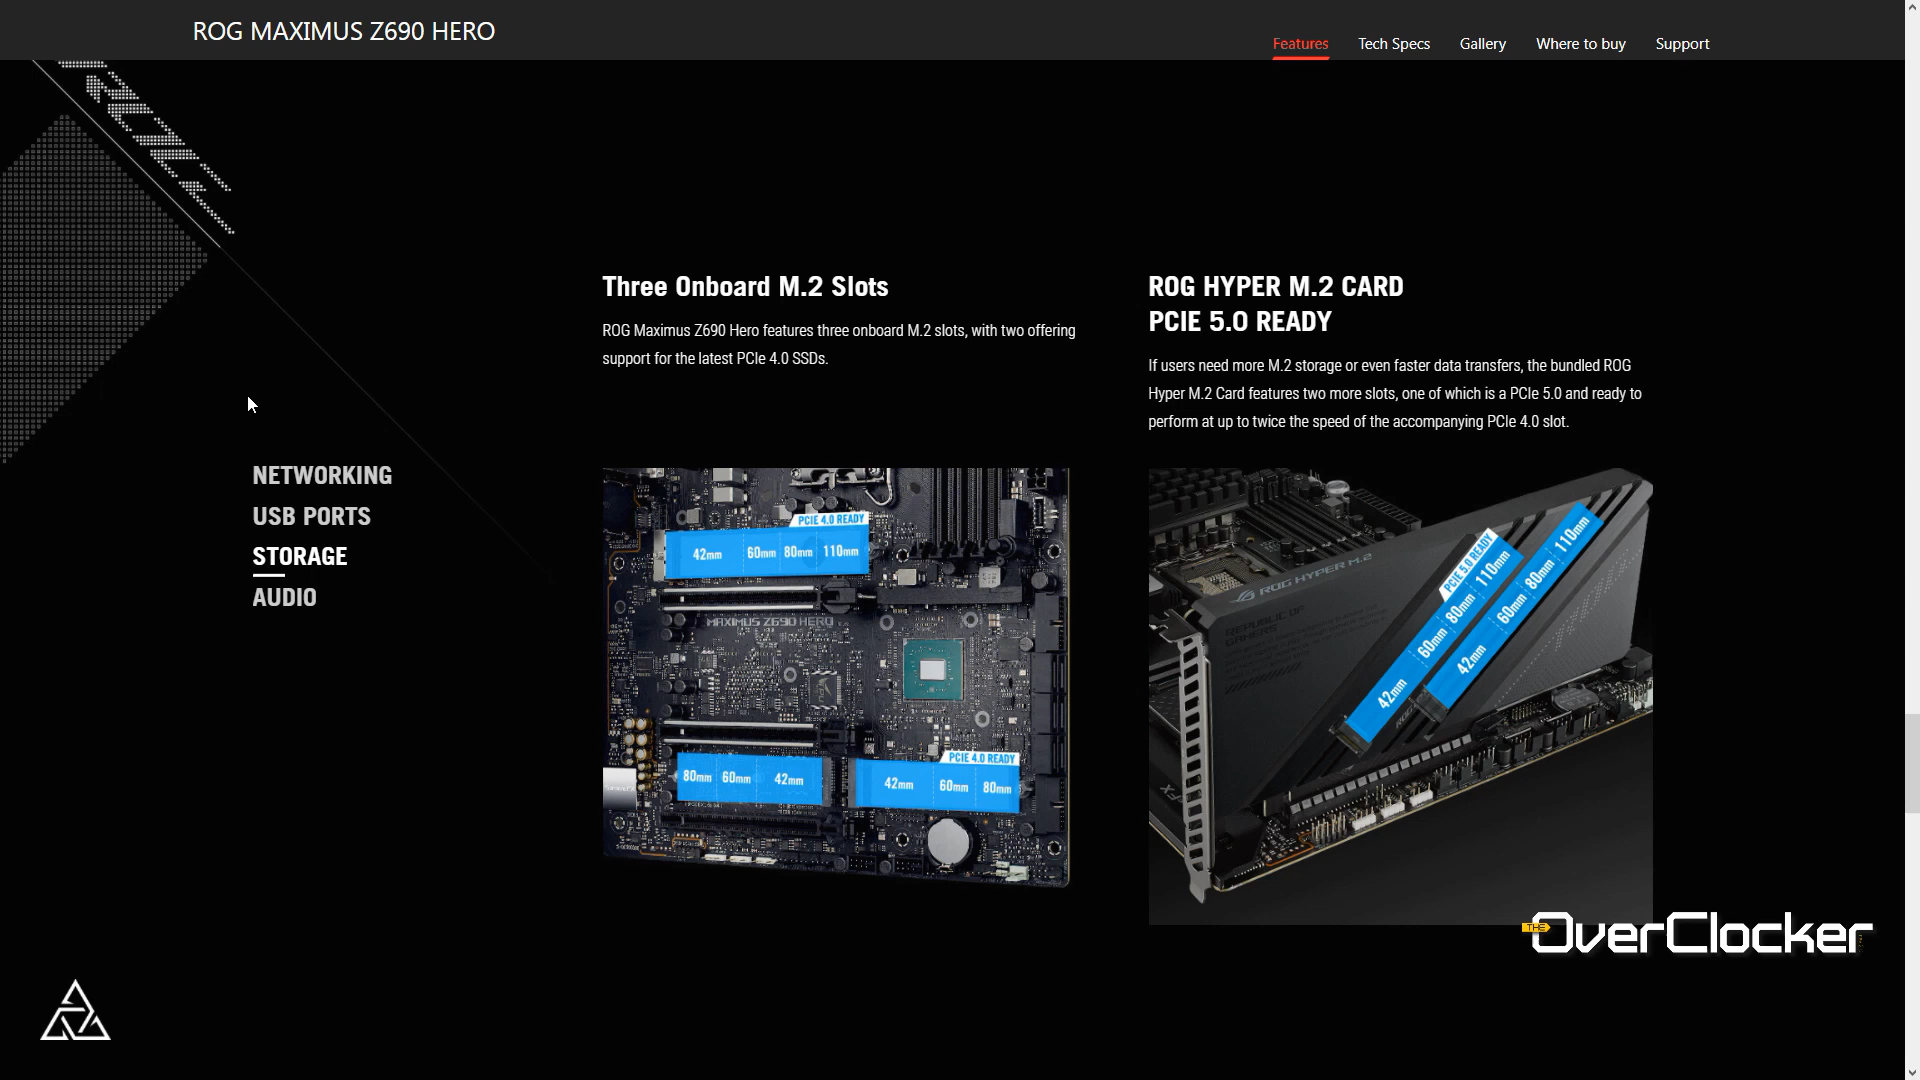 ROG MAXIMUS Z690 HERO
Features
Tech Specs
Gallery
Where to buy
Support
Three Onboard M.2 Slots
ROG Maximus Z690 Hero features three onboard M.2 slots, with two offering
support for the latest PCIe 4.0 SSDs.
ROG HYPER M.2 CARD
PCIE 5.0 READY
If users need more M.2 storage or even faster data transfers, the bundled ROG
Hyper M.2 Card features two more slots, one of which is a PCIe 5.0 and ready to
perform at up to twice the speed of the accompanying PCIe 4.0 slot.
NETWORKING
USB PORTS
STORAGE
AUDIO
PCIE 4.0 READY
42mm 60mm 80mm 110mm
MAXIMUS Z690 HERO
PCIE 4.0 READY
80mm 60mm 42mm
42mm 60mm 80mm
ROG HYPER M.2
REPUBLIC OF
GAMERS
PCIE 5.0 READY
42mm 60mm 80mm 110mm
42mm 60mm 80mm 110mm
THE OverClocker